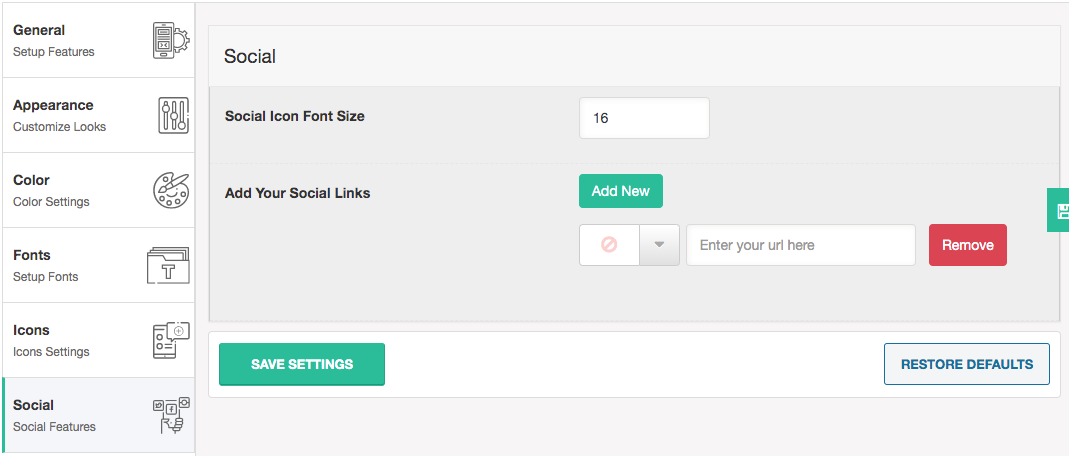 General
Setup Features
Appearance
Customize Looks
Color
Color Settings
Fonts
Setup Fonts
Icons
Icons Settings
Social
Social Features
Social
Social Icon Font Size
16
Add Your Social Links
Add New
Enter your url here
Remove
SAVE SETTINGS
RESTORE DEFAULTS